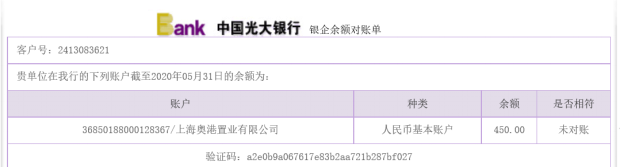 Bank 中国光大银行 银企余额对账单
客户号：2413083621
贵单位在我行的下列账户截至2020年05月31日的余额为：
账户 种类 余额 是否相符
36850188000128367/上海奥港置业有限公司 人民币基本账户 450.00 未对账
验证码：a2e0b9a067617e83b2aa721b287bf027